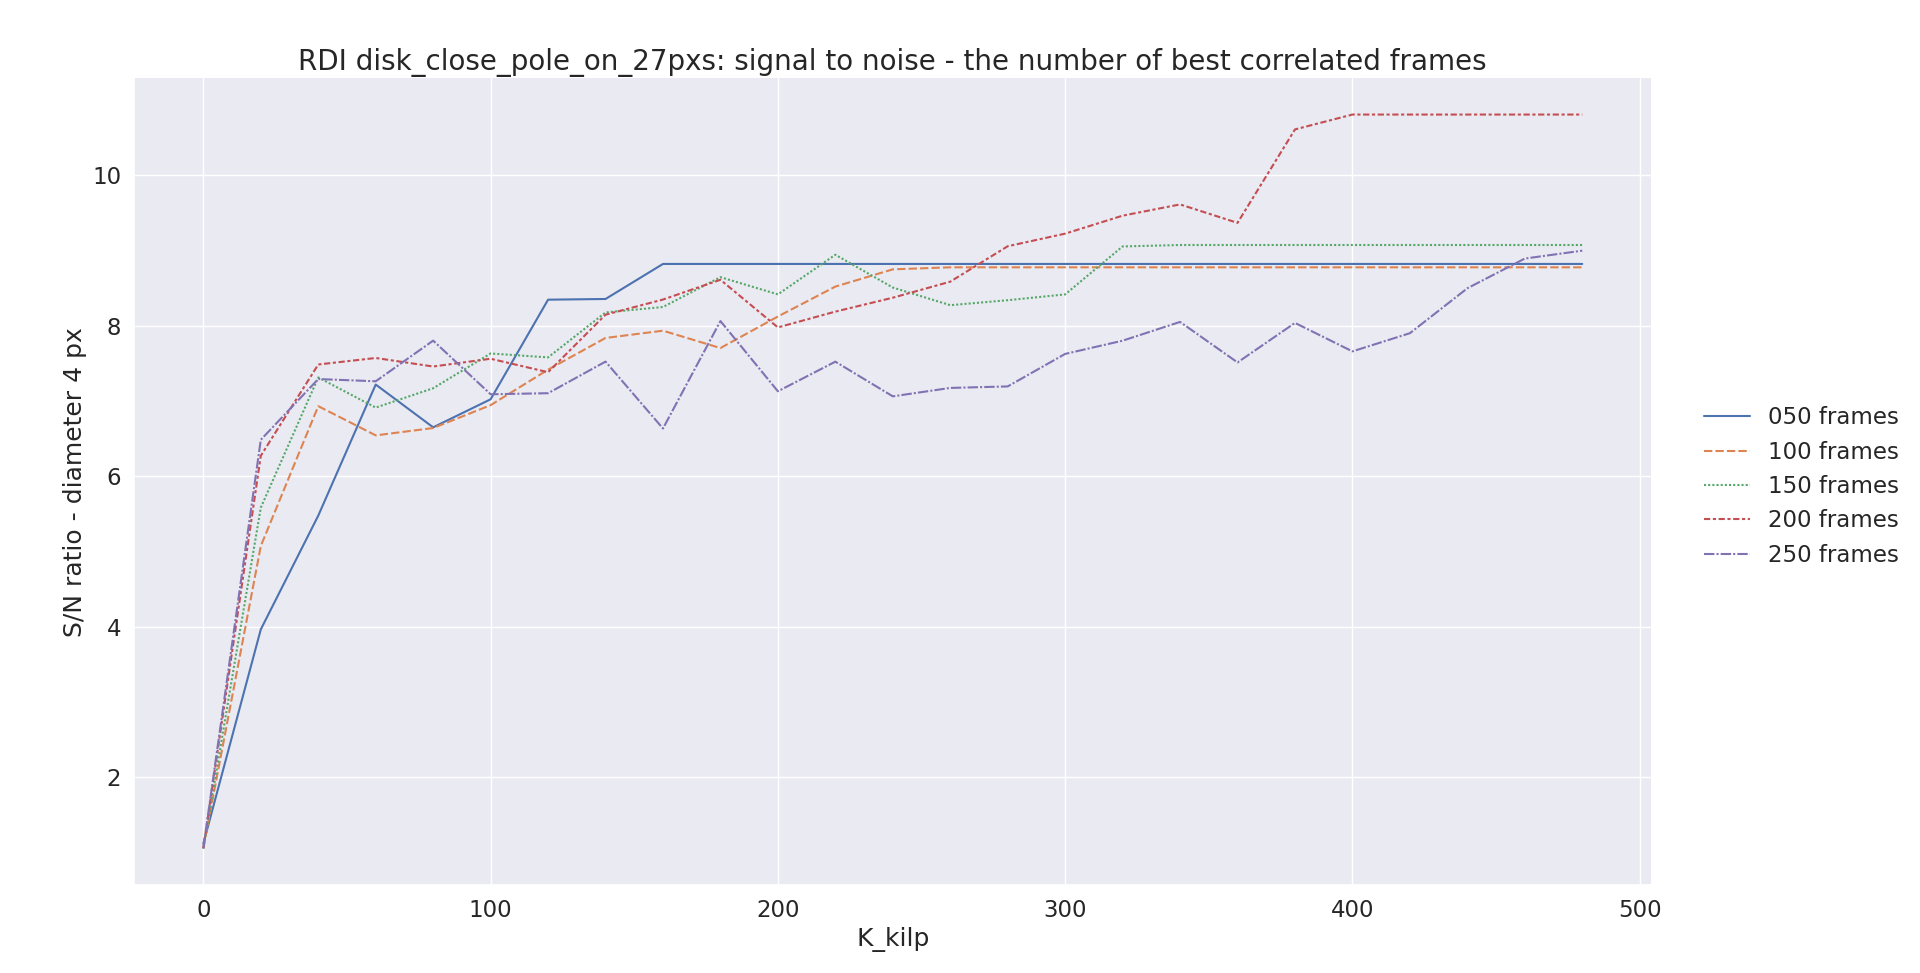 RDI disk_close_pole_on_27pxs: signal to noise - the number of best correlated frames
S/N ratio - diameter 4 px
10
8
6
4
2
0 100 200 300 400 500
K_kilp
050 frames
100 frames
150 frames
200 frames
250 frames